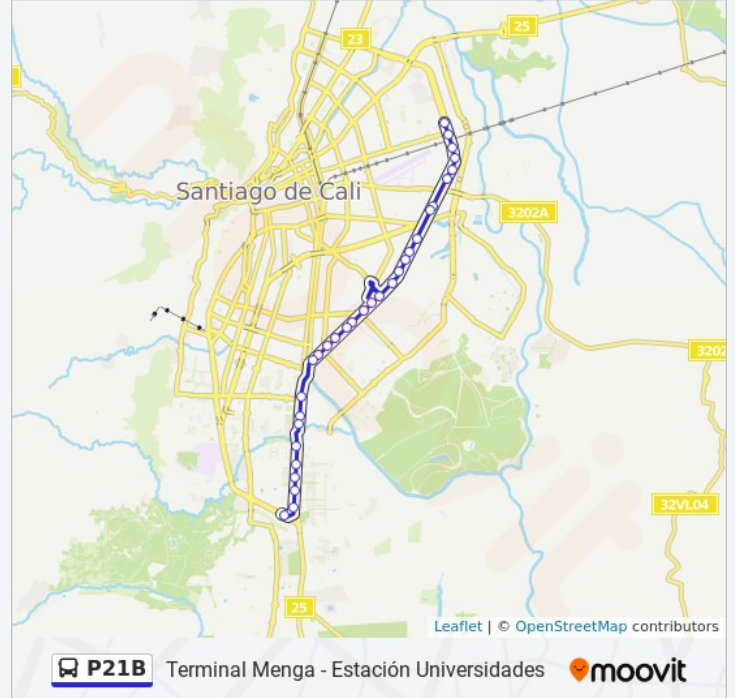 23
25
Santiago de Cali
3202A
3202
32VL04
25
Leaflet | © OpenStreetMap contributors
P21B Terminal Menga - Estación Universidades moovit